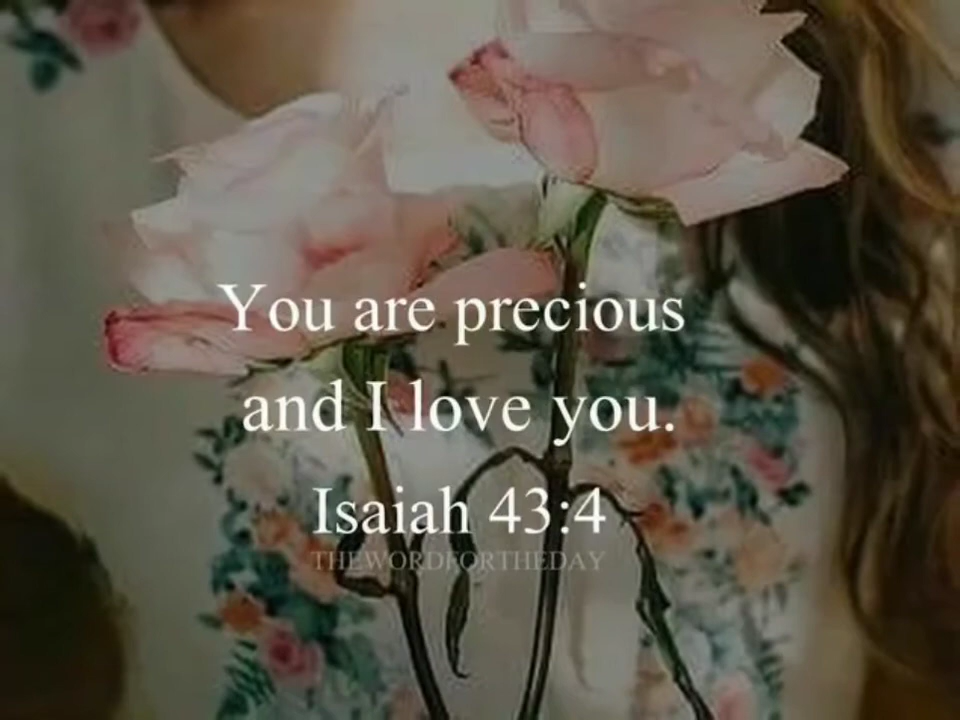 You are precious
and I love you.
Isaiah 43:4
THEWORDFORTHEDAY